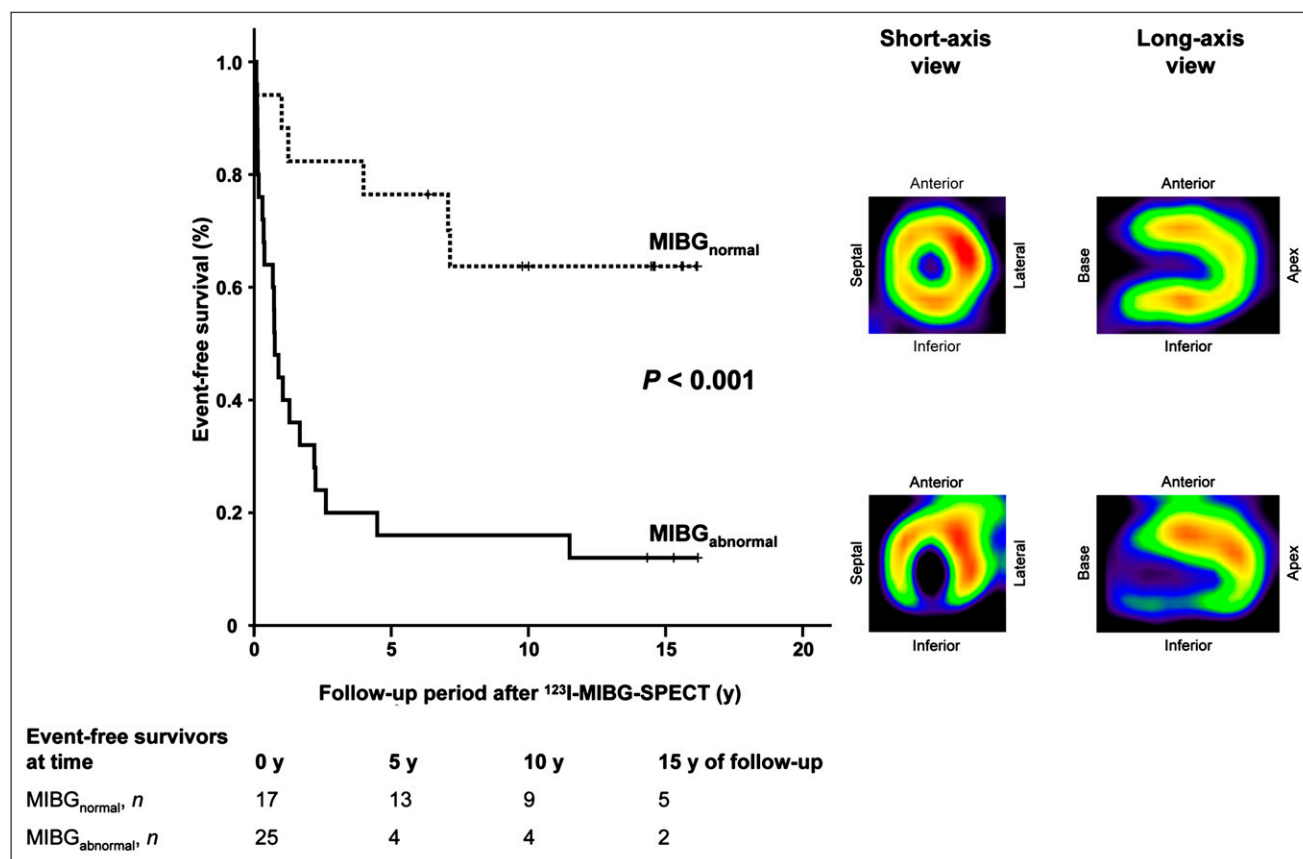 Short-axis
view
Long-axis
view
Event-free survival (%)
1.0
0.8
0.6
0.4
0.2
0
0
5
10
15
20
MIBGnormal
P < 0.001
MIBGabnormal
Follow-up period after ¹²³I-MIBG-SPECT (y)
Anterior
Septal
Lateral
Inferior
Anterior
Base
Apex
Inferior
Anterior
Septal
Lateral
Inferior
Anterior
Base
Apex
Inferior
Event-free survivors
at time 0 y 5 y 10 y 15 y of follow-up
MIBGnormal, n 17 13 9 5
MIBGabnormal, n 25 4 4 2